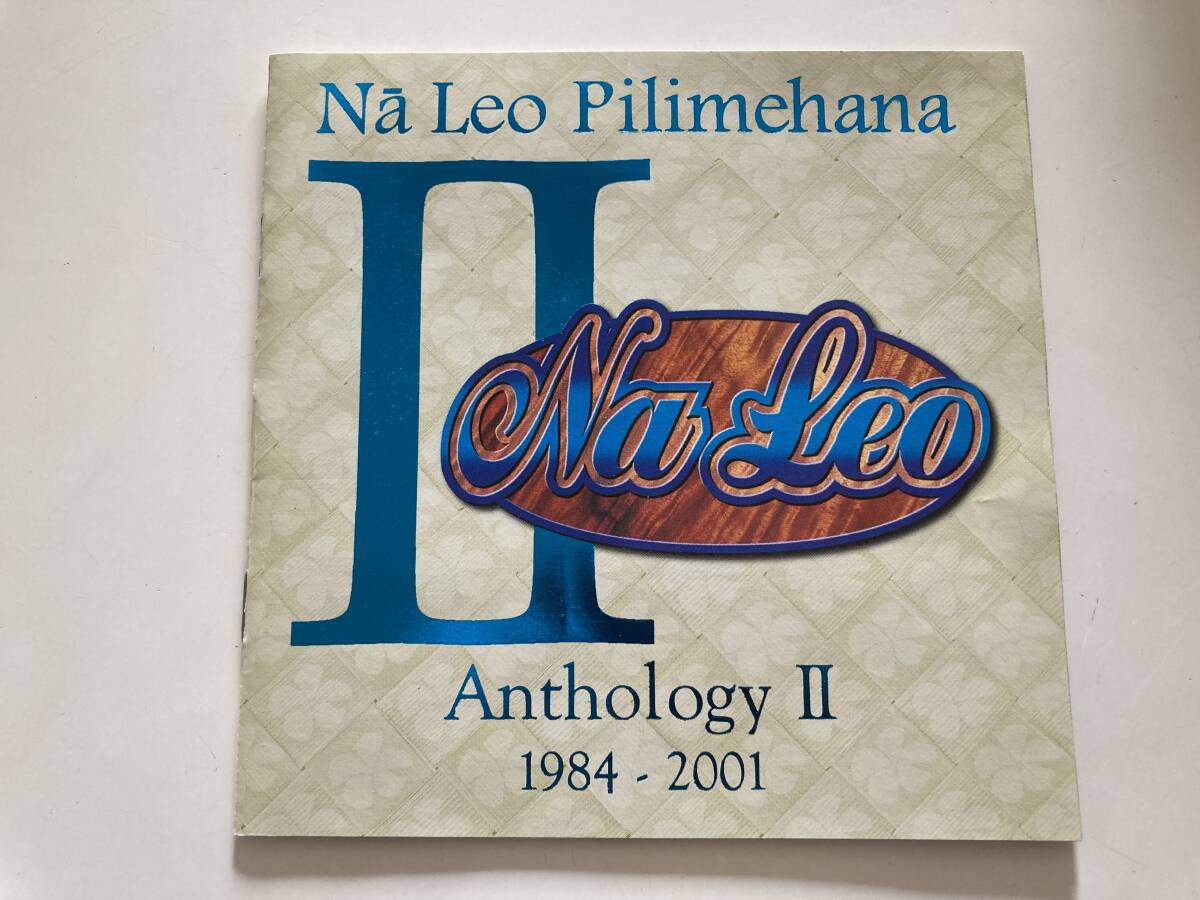 Nā Leo Pilimehana
II
Na Leo
Anthology II
1984 - 2001